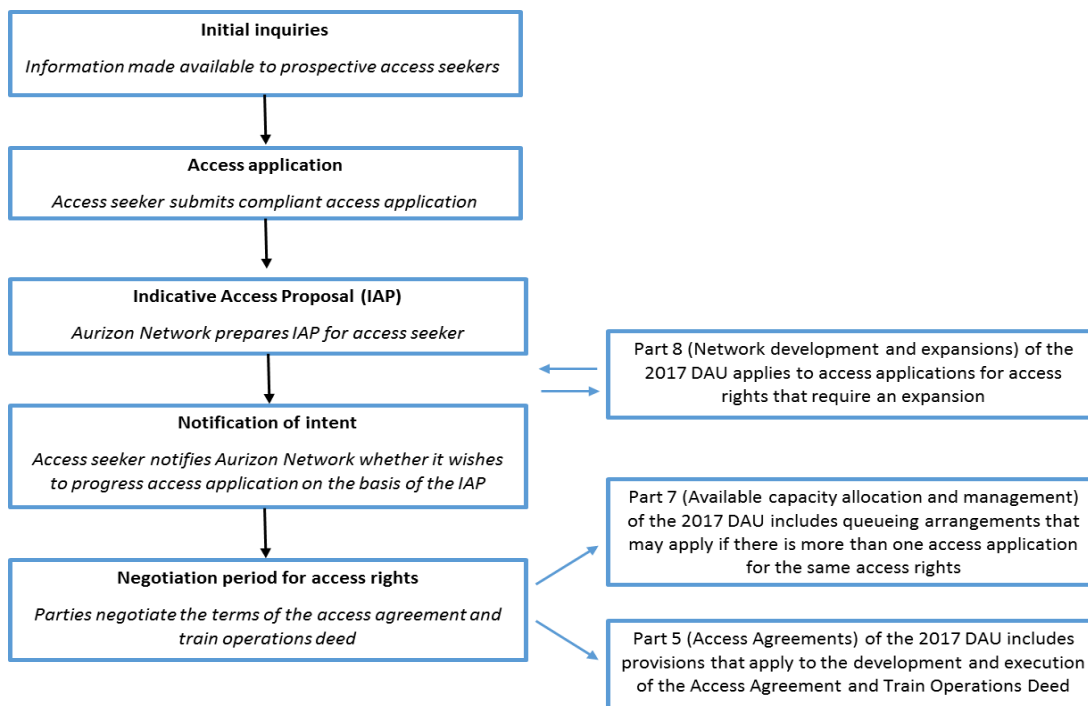 Initial inquiries
Information made available to prospective access seekers
Access application
Access seeker submits compliant access application
Indicative Access Proposal (IAP)
Aurizon Network prepares IAP for access seeker
Part 8 (Network development and expansions) of the
2017 DAU applies to access applications for access
rights that require an expansion
Notification of intent
Access seeker notifies Aurizon Network whether it wishes
to progress access application on the basis of the IAP
Part 7 (Available capacity allocation and management)
of the 2017 DAU includes queueing arrangements that
may apply if there is more than one access application
for the same access rights
Negotiation period for access rights
Parties negotiate the terms of the access agreement and
train operations deed
Part 5 (Access Agreements) of the 2017 DAU includes
provisions that apply to the development and execution
of the Access Agreement and Train Operations Deed